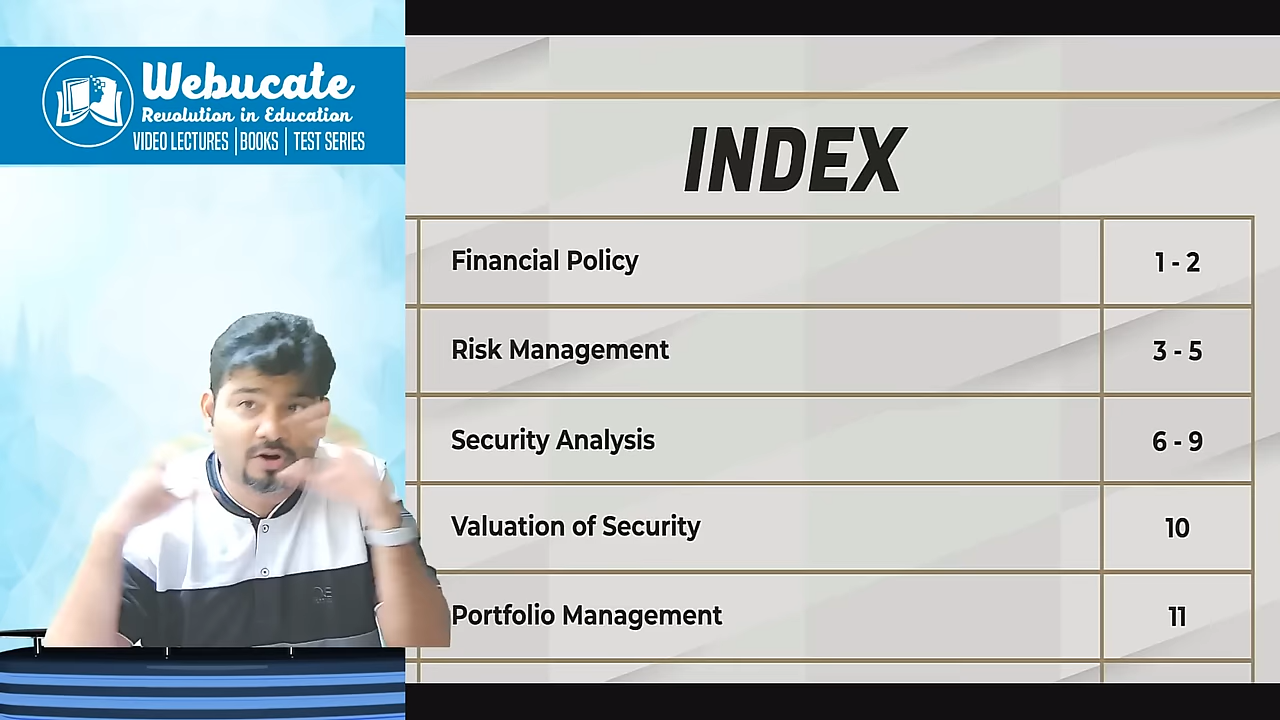 Webucate
Revolution in Education
VIDEO LECTURES | BOOKS | TEST SERIES
INDEX
Financial Policy 1 - 2
Risk Management 3 - 5
Security Analysis 6 - 9
Valuation of Security 10
Portfolio Management 11